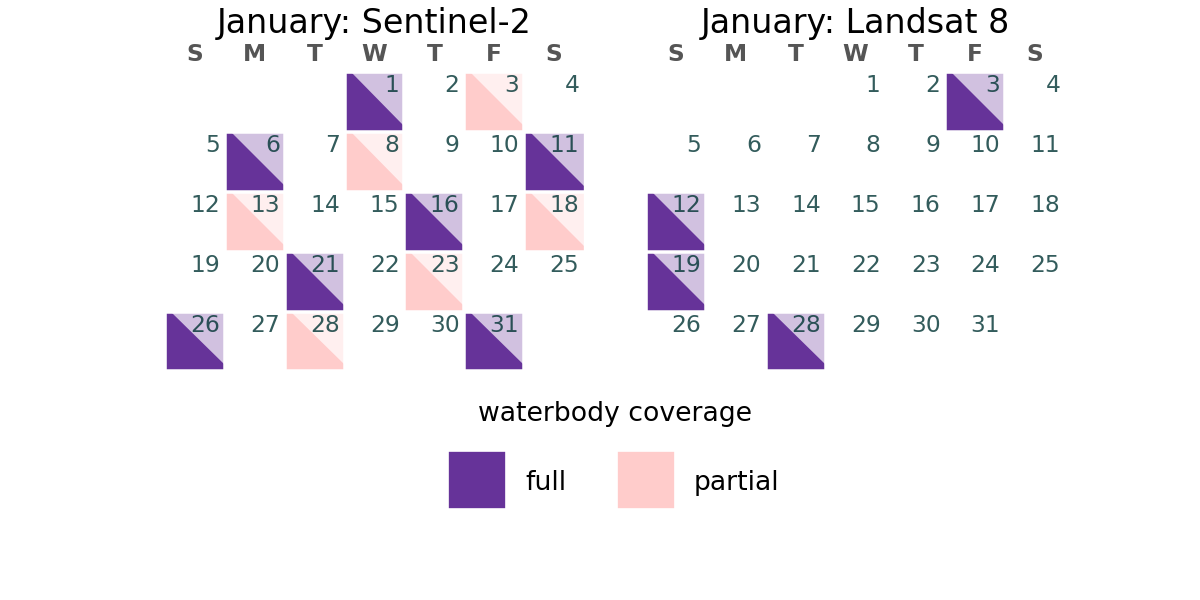 January: Sentinel-2
S M T W T F S
1 2 3 4
5 6 7 8 9 10 11
12 13 14 15 16 17 18
19 20 21 22 23 24 25
26 27 28 29 30 31
January: Landsat 8
S M T W T F S
1 2 3 4
5 6 7 8 9 10 11
12 13 14 15 16 17 18
19 20 21 22 23 24 25
26 27 28 29 30 31
waterbody coverage
full partial